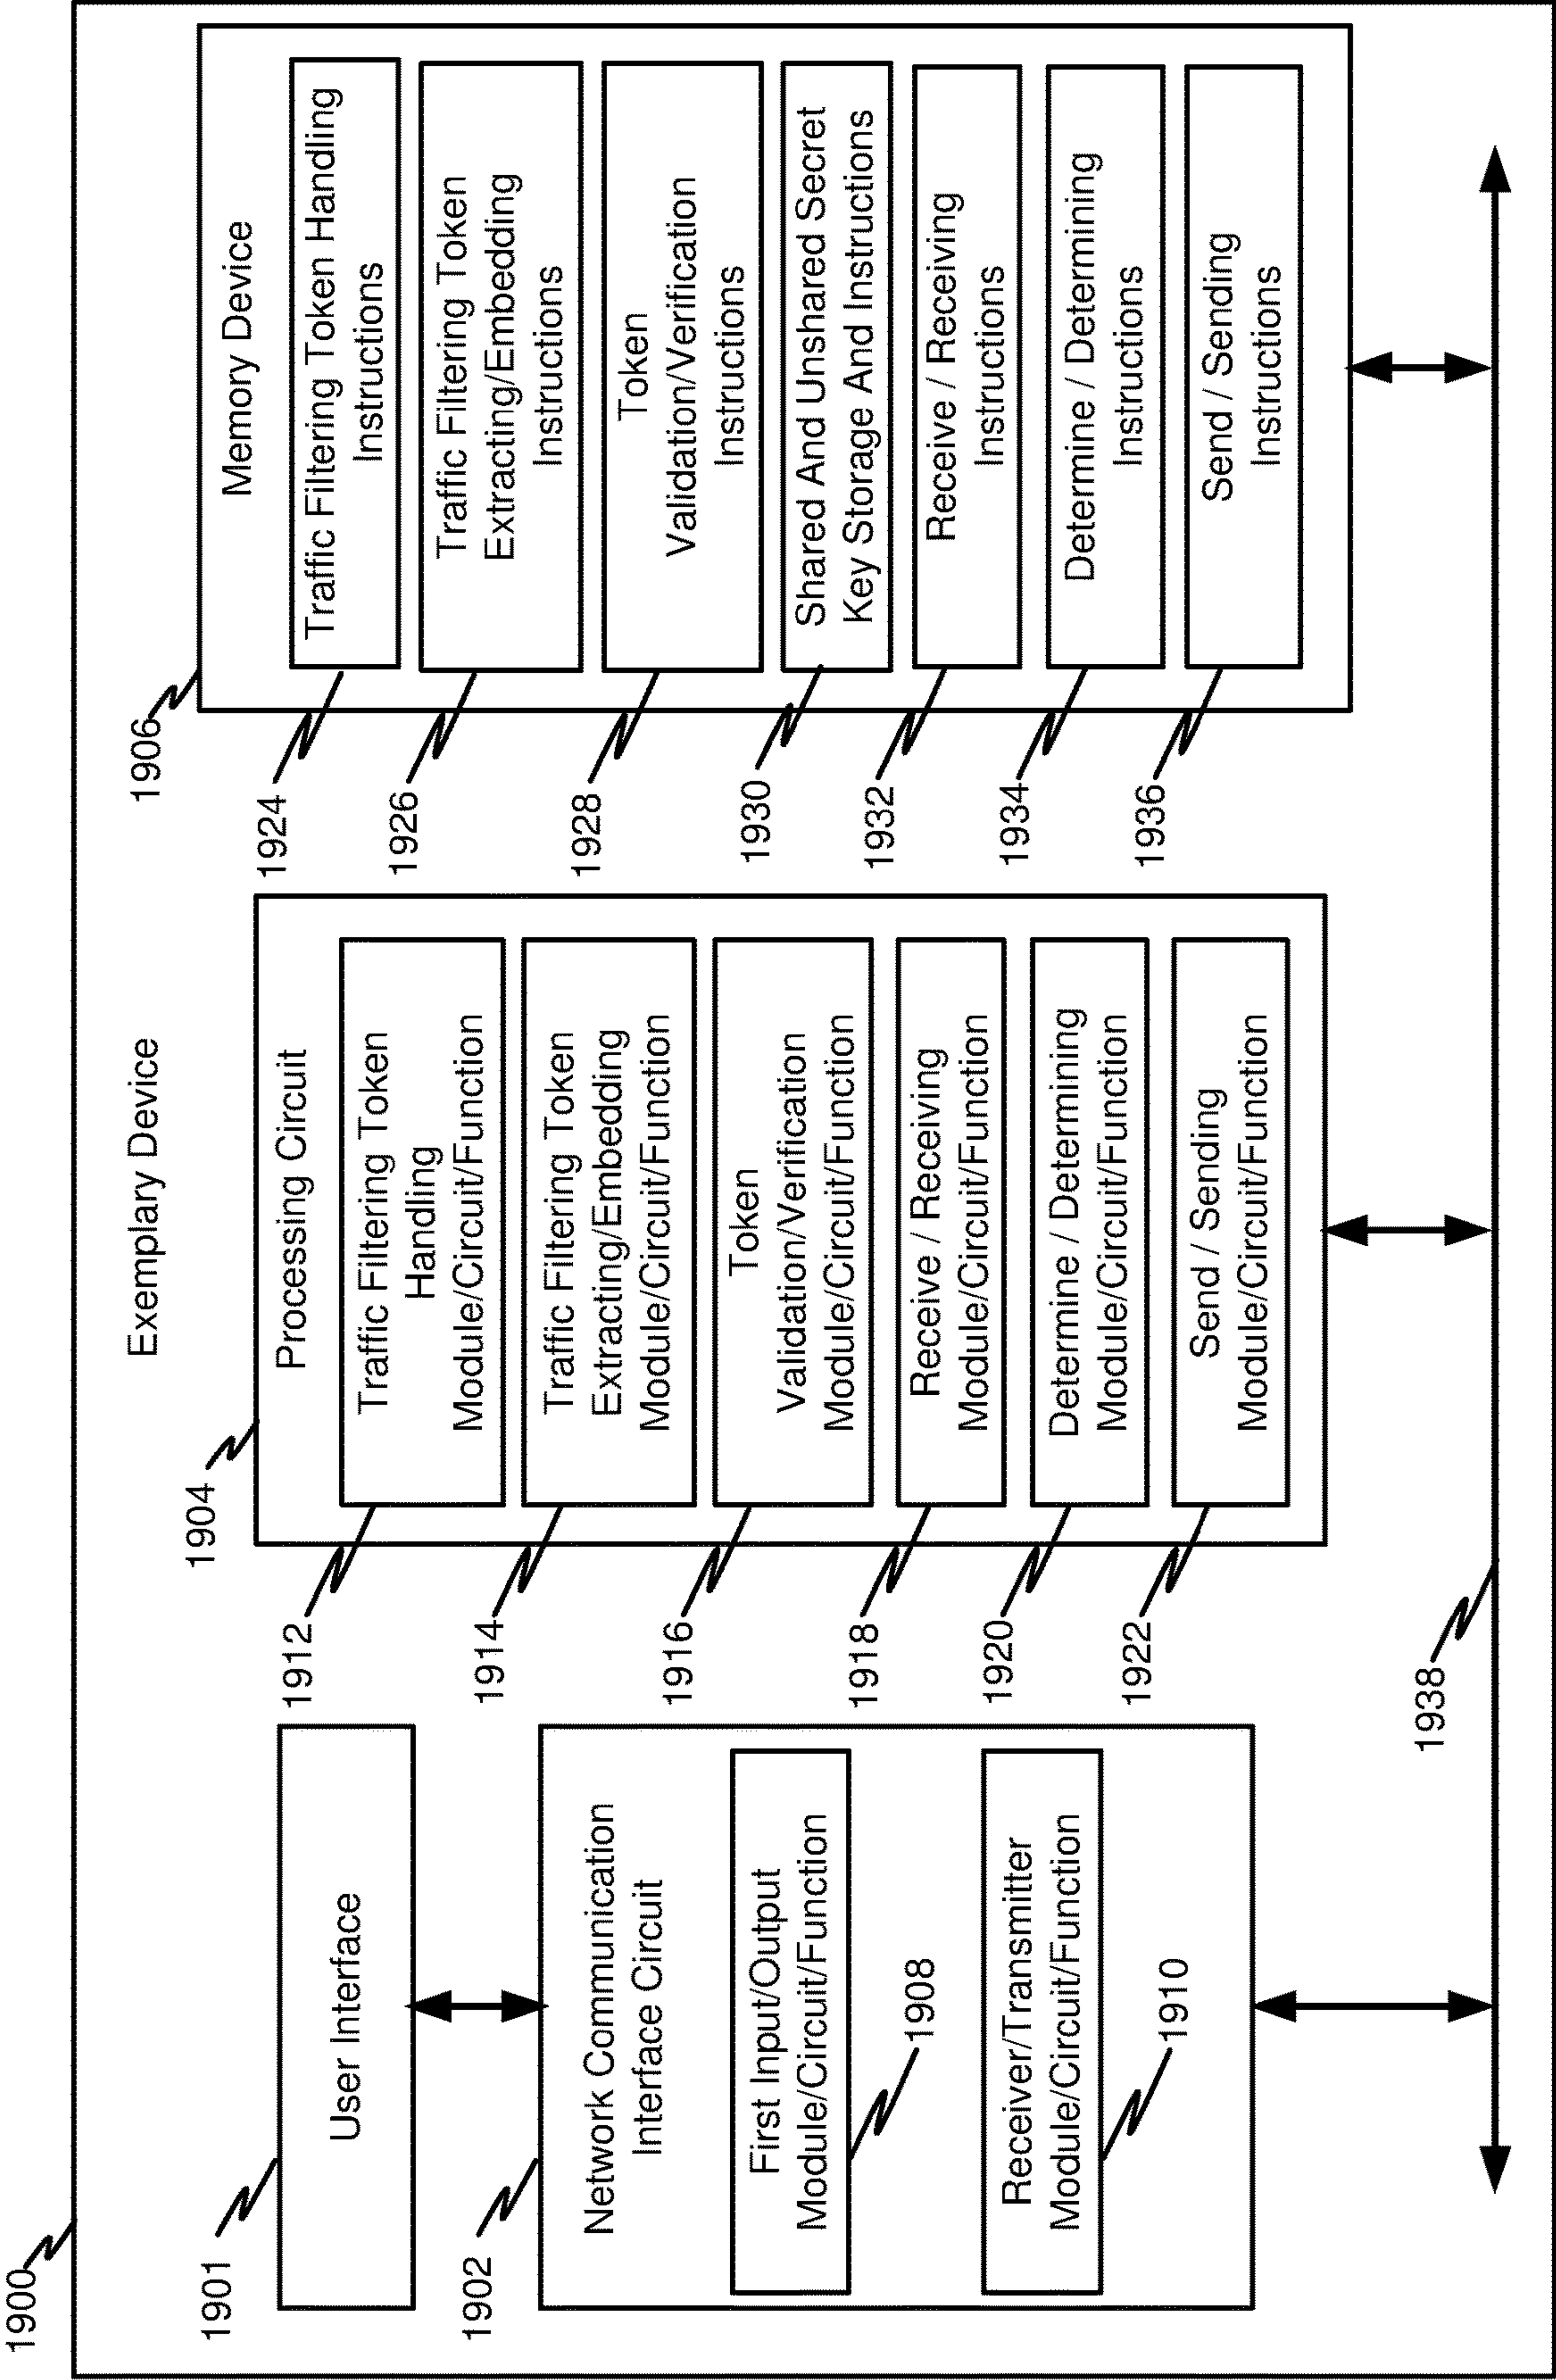 1900
Exemplary Device
1901
User Interface
1902
Network Communication
Interface Circuit
First Input/Output
Module/Circuit/Function
1908
Receiver/Transmitter
Module/Circuit/Function
1910
1904
Processing Circuit
1912
Traffic Filtering Token
Handling
Module/Circuit/Function
1914
Traffic Filtering Token
Extracting/Embedding
Module/Circuit/Function
1916
Token
Validation/Verification
Module/Circuit/Function
1918
Receive / Receiving
Module/Circuit/Function
1920
Determine / Determining
Module/Circuit/Function
1922
Send / Sending
Module/Circuit/Function
1906
Memory Device
1924
Traffic Filtering Token Handling
Instructions
1926
Traffic Filtering Token
Extracting/Embedding
Instructions
1928
Token
Validation/Verification
Instructions
1930
Shared And Unshared Secret
Key Storage And Instructions
1932
Receive / Receiving
Instructions
1934
Determine / Determining
Instructions
1936
Send / Sending
Instructions
1938